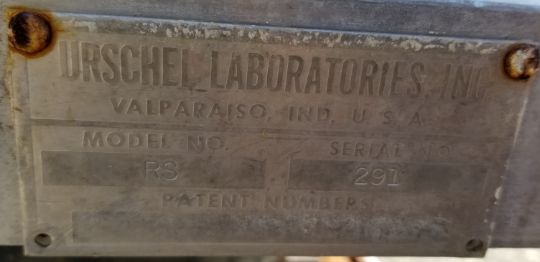 URSCHEL LABORATORIES, INC
VALPARAISO, IND, U S A
MODEL NO. SERIAL NO
RS 291
PATENT NUMBERS